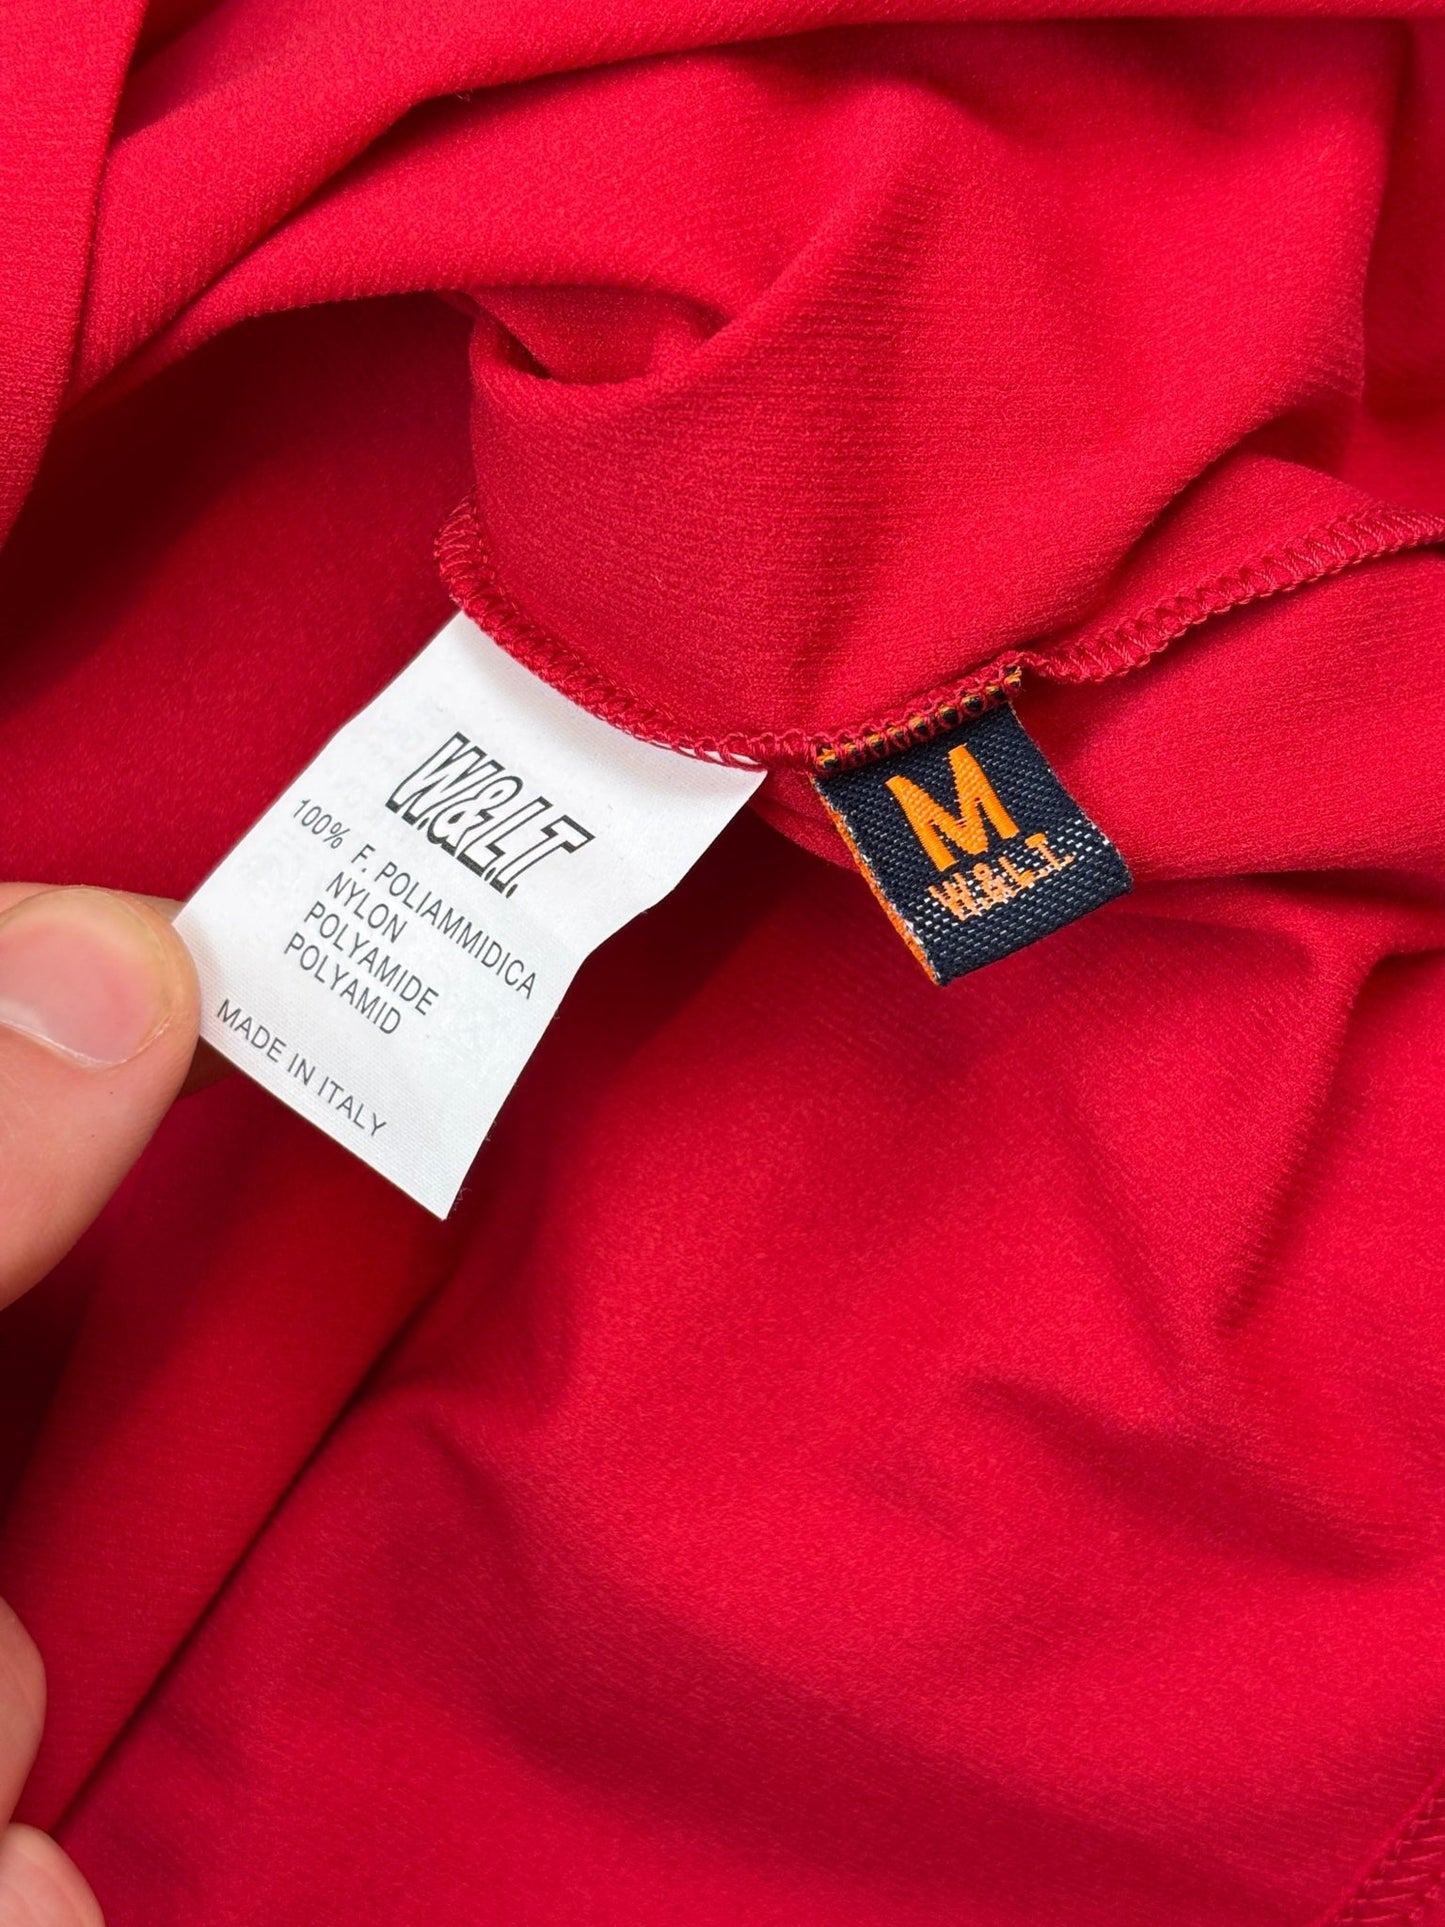 W.&L.T.
100% F. POLIAMMIDICA
NYLON
POLYAMIDE
POLYAMID
MADE IN ITALY
M
W.&L.T.